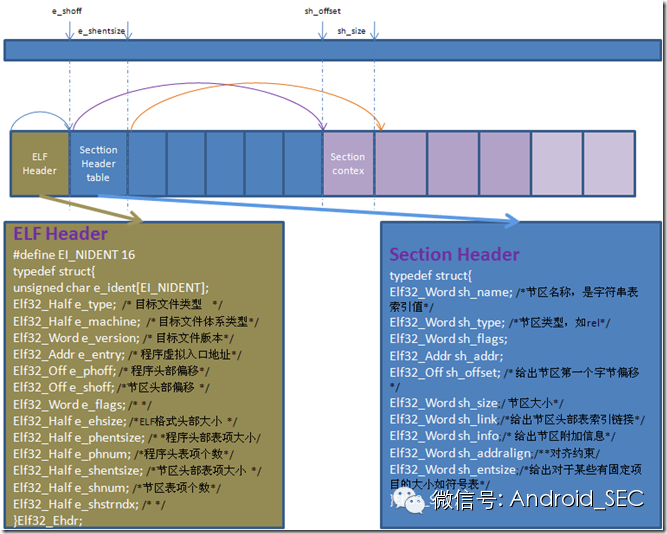 e_shoff
e_shentsize
sh_offset
sh_size
ELF
Header
Secttion
Header
table
Section
contex
ELF Header
#define EI_NIDENT 16
typedef struct{
unsigned char e_ident[EI_NIDENT];
Elf32_Half e_type; /* 目标文件类型 */
Elf32_Half e_machine; /* 目标文件体系类型*/
Elf32_Word e_version; /* 目标文件版本*/
Elf32_Addr e_entry; /* 程序虚拟入口地址*/
Elf32_Off e_phoff; /* 程序头部偏移*/
Elf32_Off e_shoff; /*节区头部偏移 */
Elf32_Word e_flags; /* */
Elf32_Half e_ehsize; /*ELF格式头部大小 */
Elf32_Half e_phentsize; /* *程序头部表项大小/
Elf32_Half e_phnum; /*程序头表项个数*/
Elf32_Half e_shentsize; /*节区头部表项大小 */
Elf32_Half e_shnum; /*节区表项个数*/
Elf32_Half e_shstrndx; /* */
}Elf32_Ehdr;
Section Header
typedef struct{
Elf32_Word sh_name; /*节区名称，是字符串表
索引值*/
Elf32_Word sh_type; /*节区类型，如rel*/
Elf32_Word sh_flags;
Elf32_Addr sh_addr;
Elf32_Off sh_offset; /*给出节区第一个字节偏移
*/
Elf32_Word sh_size;/*节区大小*/
Elf32_Word sh_link;/*给出节区头部表索引链接*/
Elf32_Word sh_info;/*给出节区附加信息*/
Elf32_Word sh_addralign;/**对齐约束/
Elf32_Word sh_entsize;/*给出对于某些有固定项
目的大小如符号表*/
微信号: Android_SEC